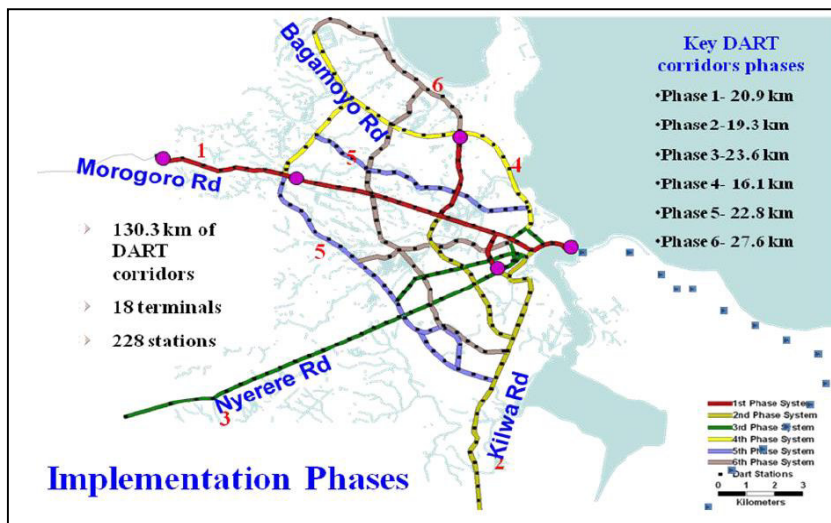 Bagamoyo Rd
6
Key DART
corridors phases
•Phase 1- 20.9 km
•Phase 2-19.3 km
•Phase 3-23.6 km
•Phase 4- 16.1 km
•Phase 5- 22.8 km
•Phase 6- 27.6 km
1
5
4
Morogoro Rd
130.3 km of
DART
corridors
18 terminals
228 stations
5
Nyerere Rd
3
Kilwa Rd
2
1st Phase System
2nd Phase System
3rd Phase System
4th Phase System
5th Phase System
6th Phase System
Dart Stations
0 1 2 3
Kilometers
Implementation Phases